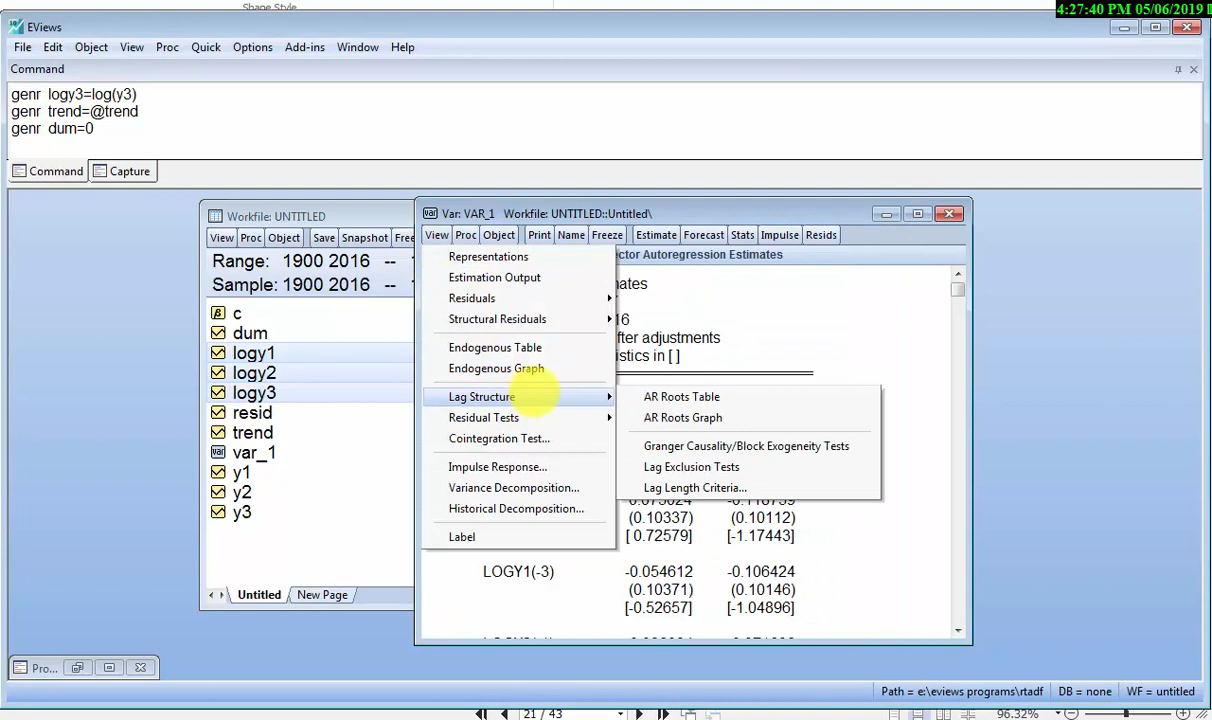 Shape Style
4:27:40 PM 05/06/2019
EViews
File Edit Object View Proc Quick Options Add-ins Window Help
Command
genr logy3=log(y3)
genr trend=@trend
genr dum=0
Command Capture
Workfile: UNTITLED
View Proc Object Save Snapshot Free
Range: 1900 2016 --
Sample: 1900 2016 --
c
dum
logy1
logy2
logy3
resid
trend
var_1
y1
y2
y3
Untitled New Page
Var: VAR_1 Workfile: UNTITLED::Untitled\
View Proc Object Print Name Freeze Estimate Forecast Stats Impulse Resids
ector Autoregression Estimates
mates
16
fter adjustments
tistics in [ ]
Representations
Estimation Output
Residuals
Structural Residuals
Endogenous Table
Endogenous Graph
Lag Structure
Residual Tests
Cointegration Test...
Impulse Response...
Variance Decomposition...
Historical Decomposition...
Label
AR Roots Table
AR Roots Graph
Granger Causality/Block Exogeneity Tests
Lag Exclusion Tests
Lag Length Criteria...
(0.10337) (0.10112)
[ 0.72579] [-1.17443]
LOGY1(-3) -0.054612 -0.106424
(0.10371) (0.10146)
[-0.52657] [-1.04896]
Pro...
Path = e:\eviews programs\rtadf DB = none WF = untitled
21 / 43
96.32%